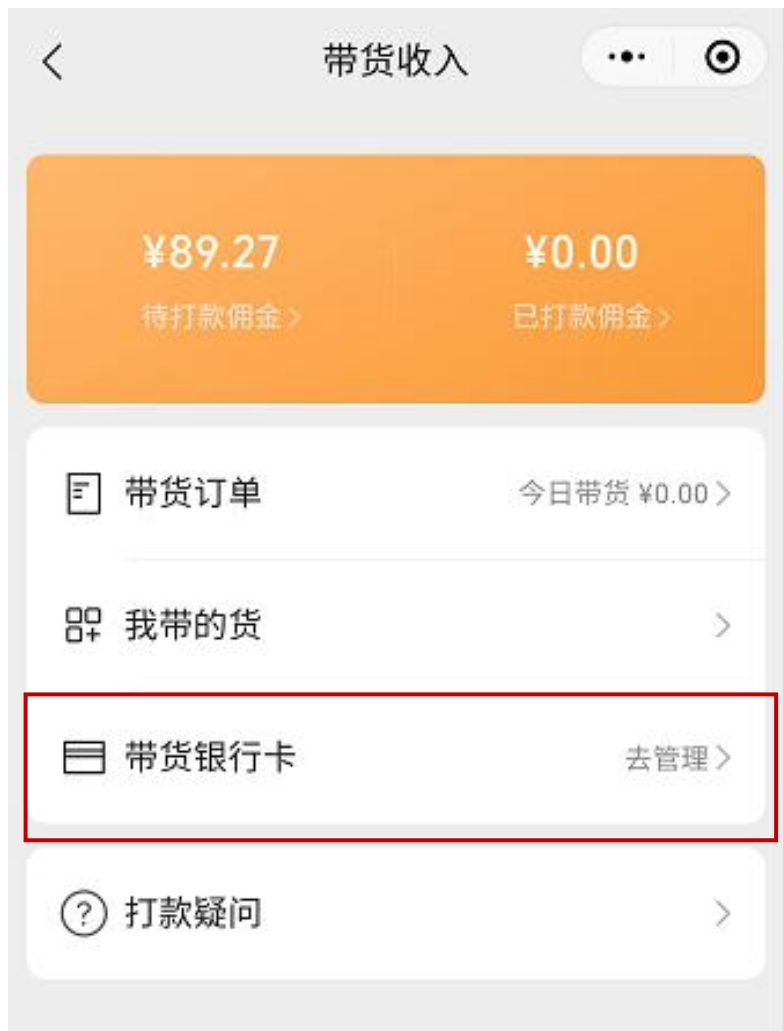 带货收入
¥89.27 ¥0.00
待打款佣金 已打款佣金
带货订单 今日带货 ¥0.00
我带的货
带货银行卡 去管理
打款疑问